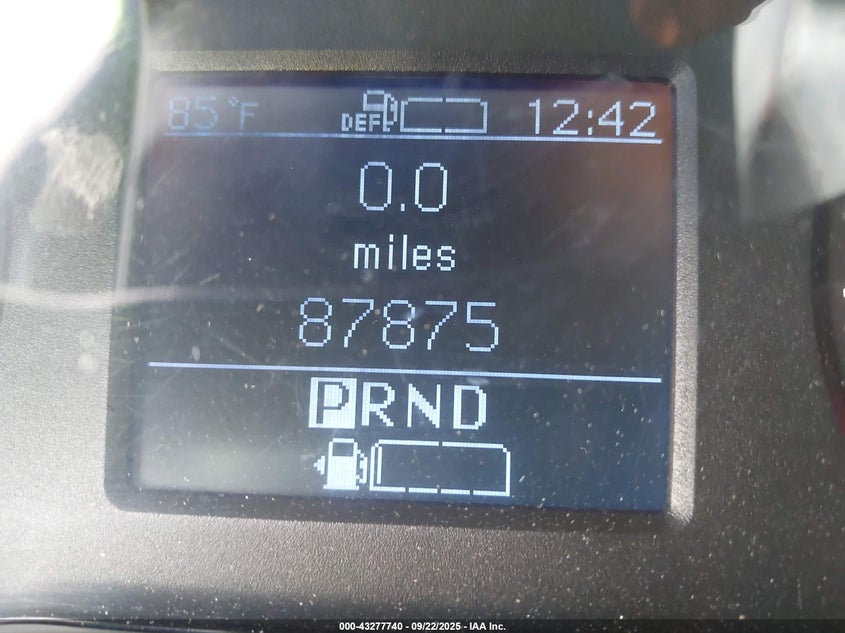 85°F DEF 12:42
0.0
miles
87875
PRND
000-43277740 - 09/22/2025 - IAA Inc.